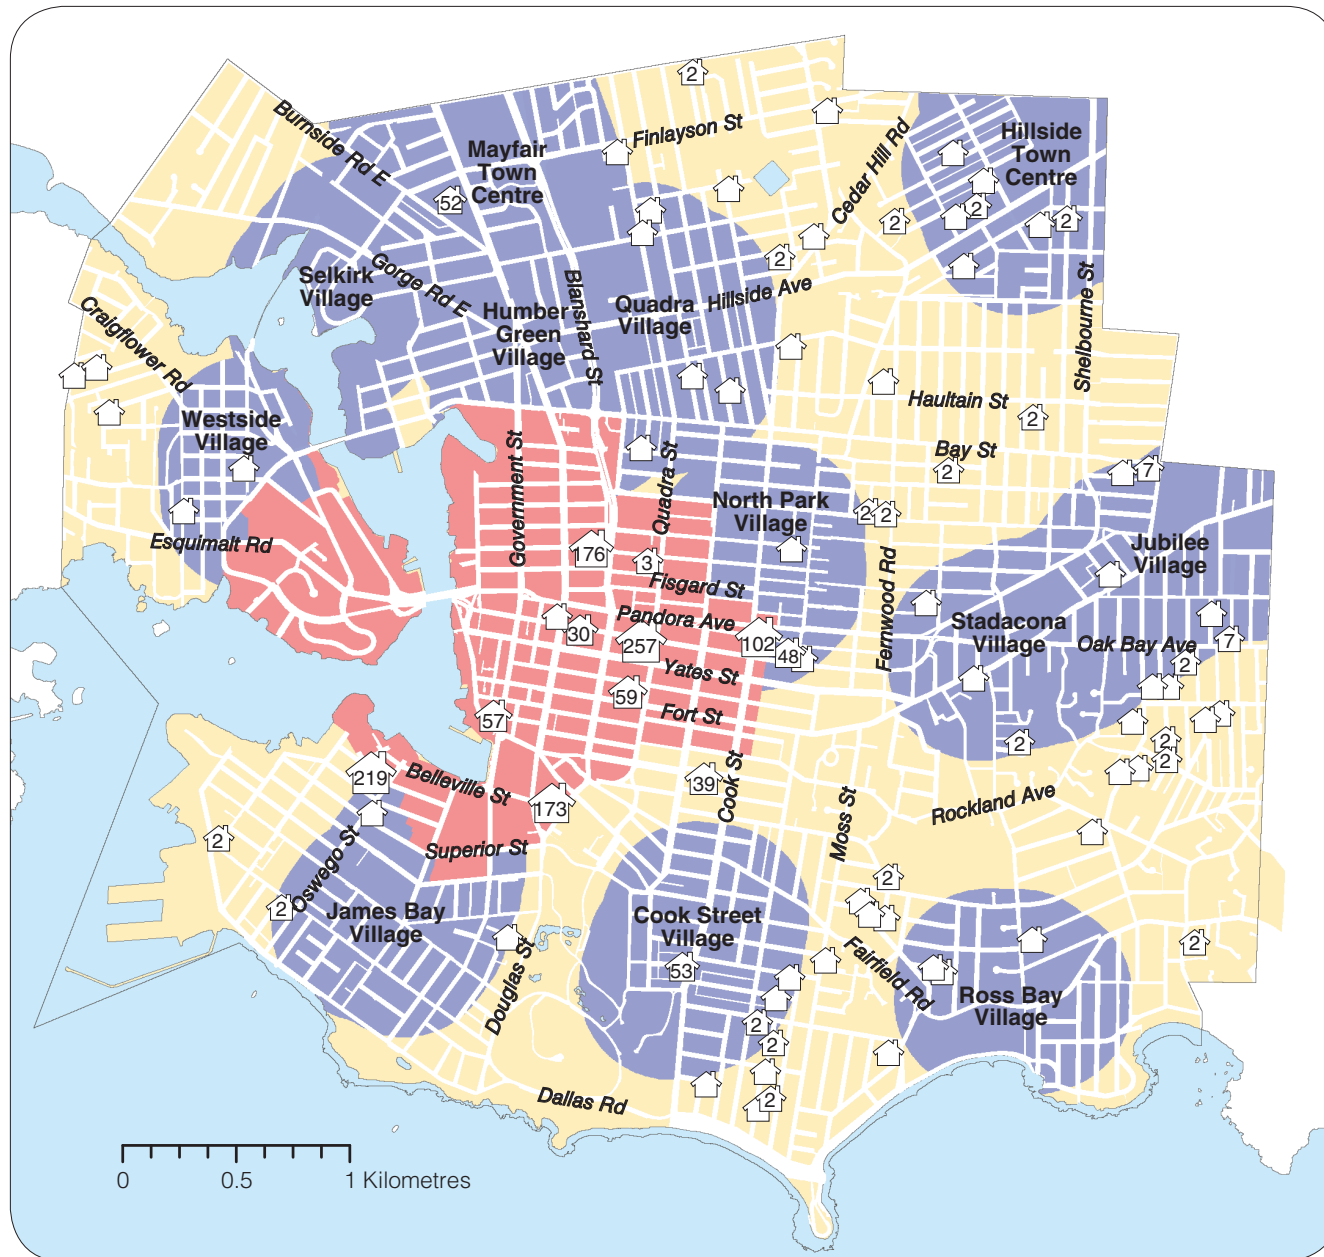 2
Finlayson St
Burnside Rd E
Mayfair
Town
Centre
Cedar Hill Rd
Hillside
Town
Centre
52
2
2
2
2
Selkirk
Village
Gorge Rd E
Blanshard St
Quadra
Village
Hillside Ave
Humber
Green
Village
Shelbourne St
Craigflower Rd
Haultain St
2
Westside
Village
Government St
Quadra St
Bay St
2
7
North Park
Village
2
2
Esquimalt Rd
176
3
Fisgard St
Jubilee
Village
Fernwood Rd
Pandora Ave
30
257
102
48
Stadacona
Village
Oak Bay Ave
7
2
Yates St
59
Fort St
57
2
2
2
219
Belleville St
173
39
Cook St
Moss St
Rockland Ave
2
Oswego St
Superior St
2
2
James Bay
Village
Cook Street
Village
53
Douglas St
Fairfield Rd
2
Ross Bay
Village
2
2
2
Dallas Rd
0
0.5
1 Kilometres